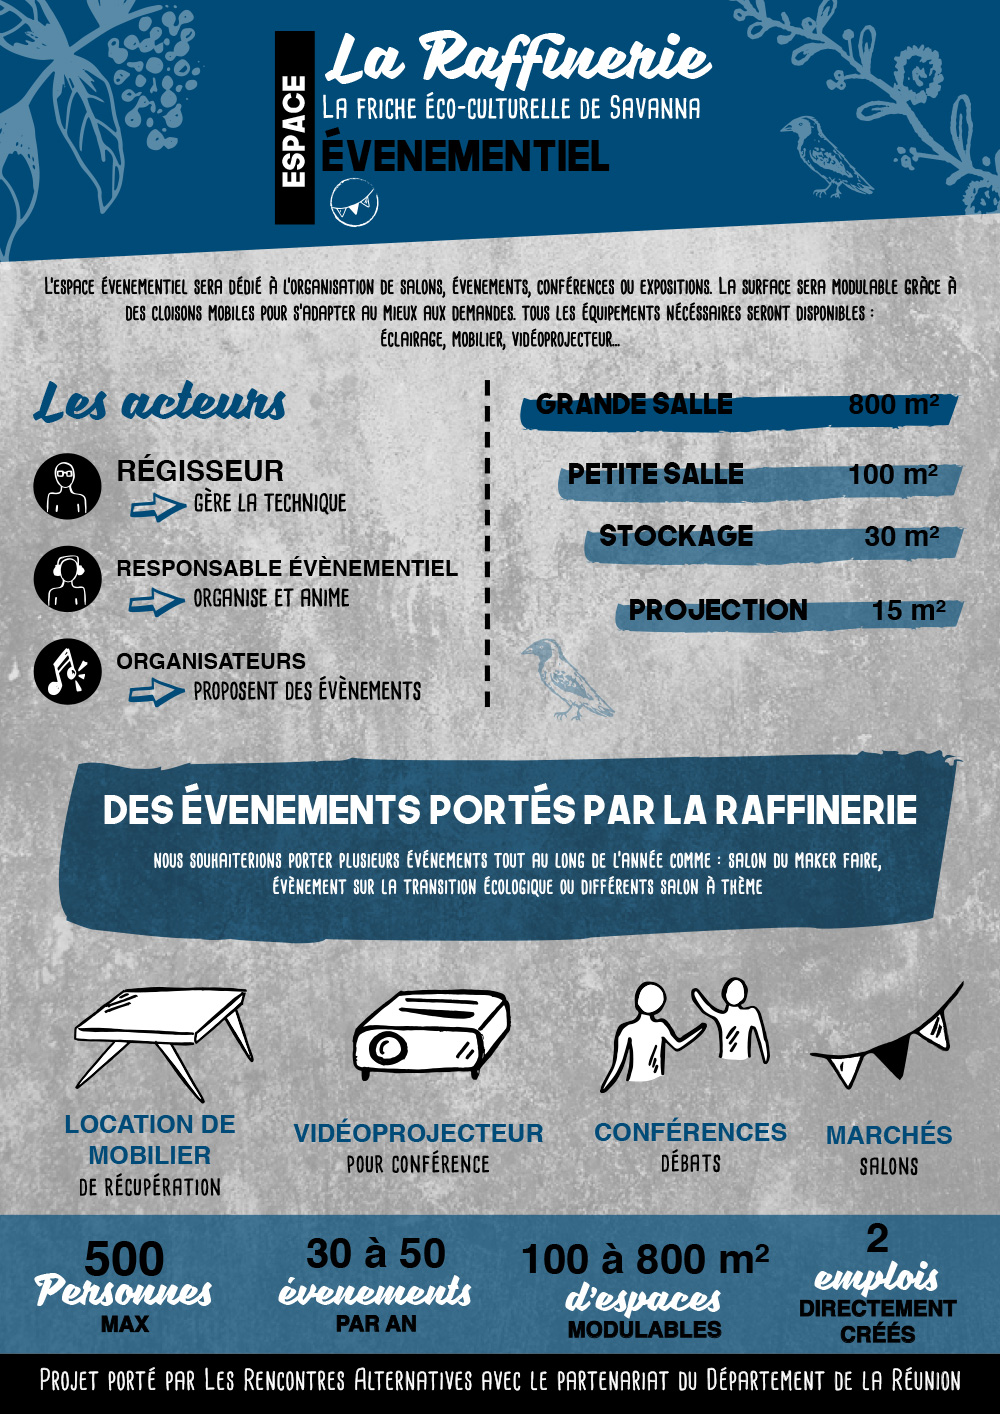 La Raffinerie
La friche éco-culturelle de Savanna
ESPACE
ÉVENEMENTIEL
L'espace évenementiel sera dédié à l'organisation de salons, évenements, conférences ou expositions. La surface sera modulable gràce à
des cloisons mobiles pour s'adapter au mieux aux demandes. tous les équipements nécéssaires seront disponibles :
éclairage, mobilier, vidéoprojecteur...
Les acteurs
RÉGISSEUR
gère la technique
RESPONSABLE ÉVÈNEMENTIEL
organise et anime
ORGANISATEURS
proposent des évènements
GRANDE SALLE 800 m²
PETITE SALLE 100 m²
STOCKAGE 30 m²
PROJECTION 15 m²
DES ÉVENEMENTS PORTÉS PAR LA RAFFINERIE
nous souhaiterions porter plusieurs événements tout au long de l'année comme : salon du maker faire,
évènement sur la transition écologique ou différents salon à thème
LOCATION DE
MOBILIER
de récupération
VIDÉOPROJECTEUR
pour conférence
CONFÉRENCES
débats
MARCHÉS
salons
500
Personnes
MAX
30 à 50
évenements
PAR AN
100 à 800 m²
d'espaces
MODULABLES
2
emplois
DIRECTEMENT
CRÉÉS
Projet porté par Les Rencontres Alternatives avec le partenariat du Département de la Réunion